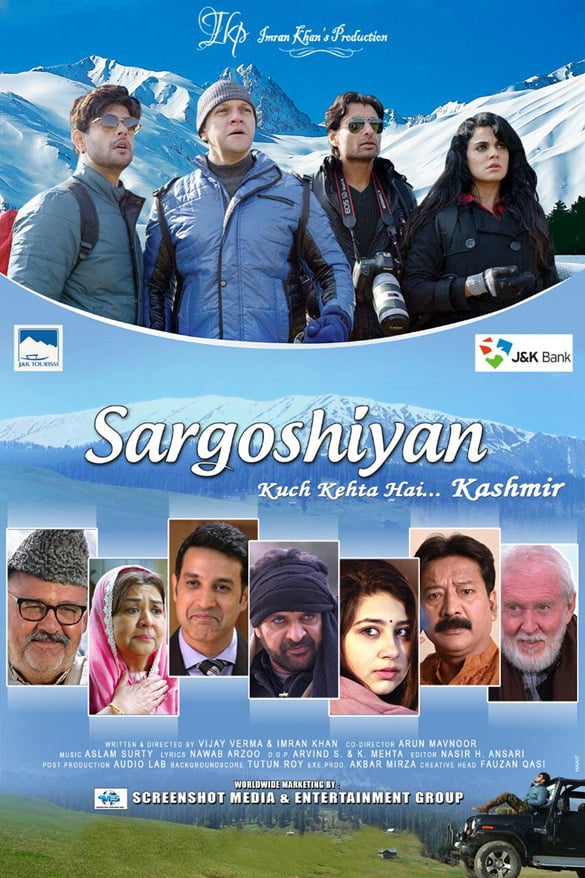 IKP Imran Khan's Production
EOS 5D
J&K TOURISM
J&K Bank
Sargoshiyan
Kuch Kehta Hai... Kashmir
WRITTEN & DIRECTED BY VIJAY VERMA & IMRAN KHAN CO-DIRECTOR ARUN MAVNOOR
MUSIC ASLAM SURTY LYRICS NAWAB ARZOO D.O.P. ARVIND S. & K. MEHTA EDITOR NASIR H. ANSARI
POST PRODUCTION AUDIO LAB BACKGROUNDSCORE TUTUN ROY EXE.PROD. AKBAR MIRZA CREATIVE HEAD FAUZAN QASI
WORLDWIDE MARKETING BY :
SCREENSHOT MEDIA & ENTERTAINMENT GROUP